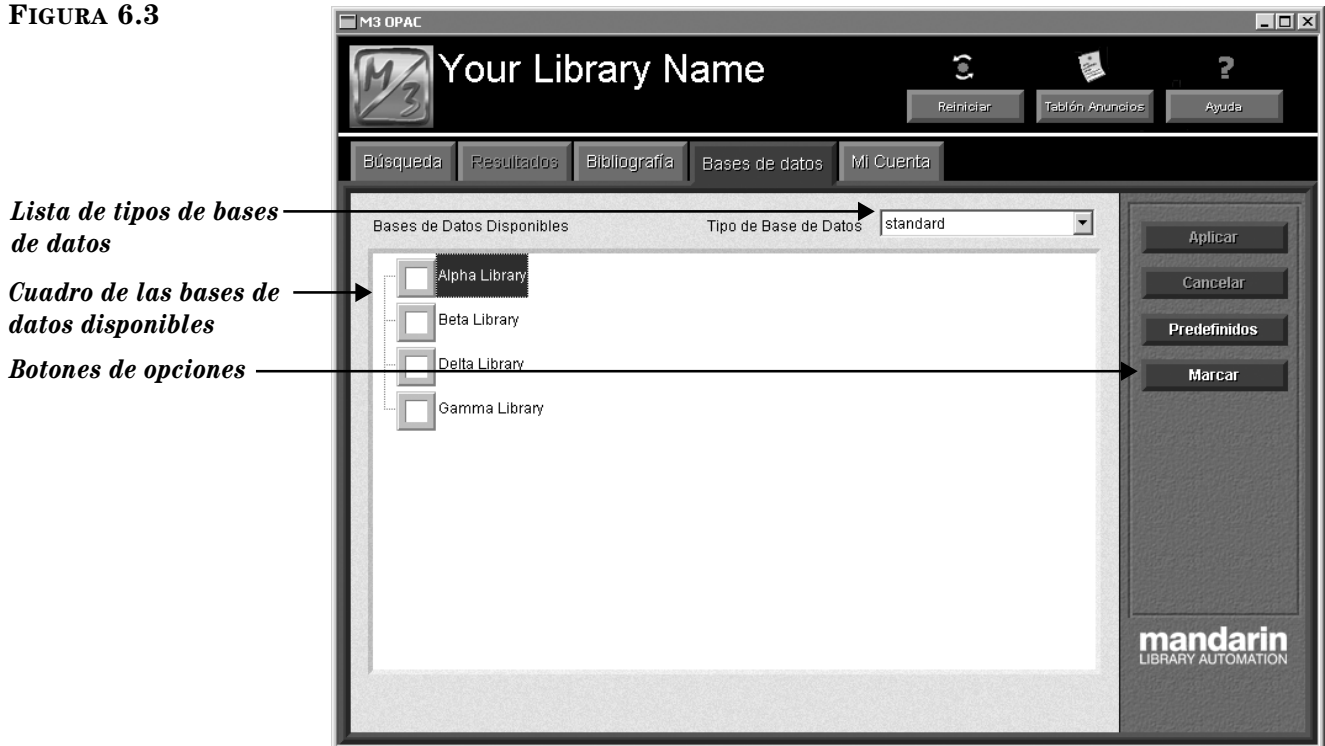 FIGURA 6.3
M3 OPAC
M/3
Your Library Name
Reiniciar
Tablón Anuncios
Ayuda
Búsqueda
Resultados
Bibliografía
Bases de datos
Mi Cuenta
Lista de tipos de bases
de datos
Bases de Datos Disponibles
Tipo de Base de Datos
standard
Aplicar
Cancelar
Predefinidos
Marcar
Cuadro de las bases de
datos disponibles
Alpha Library
Beta Library
Delta Library
Gamma Library
Botones de opciones
mandarin
LIBRARY AUTOMATION